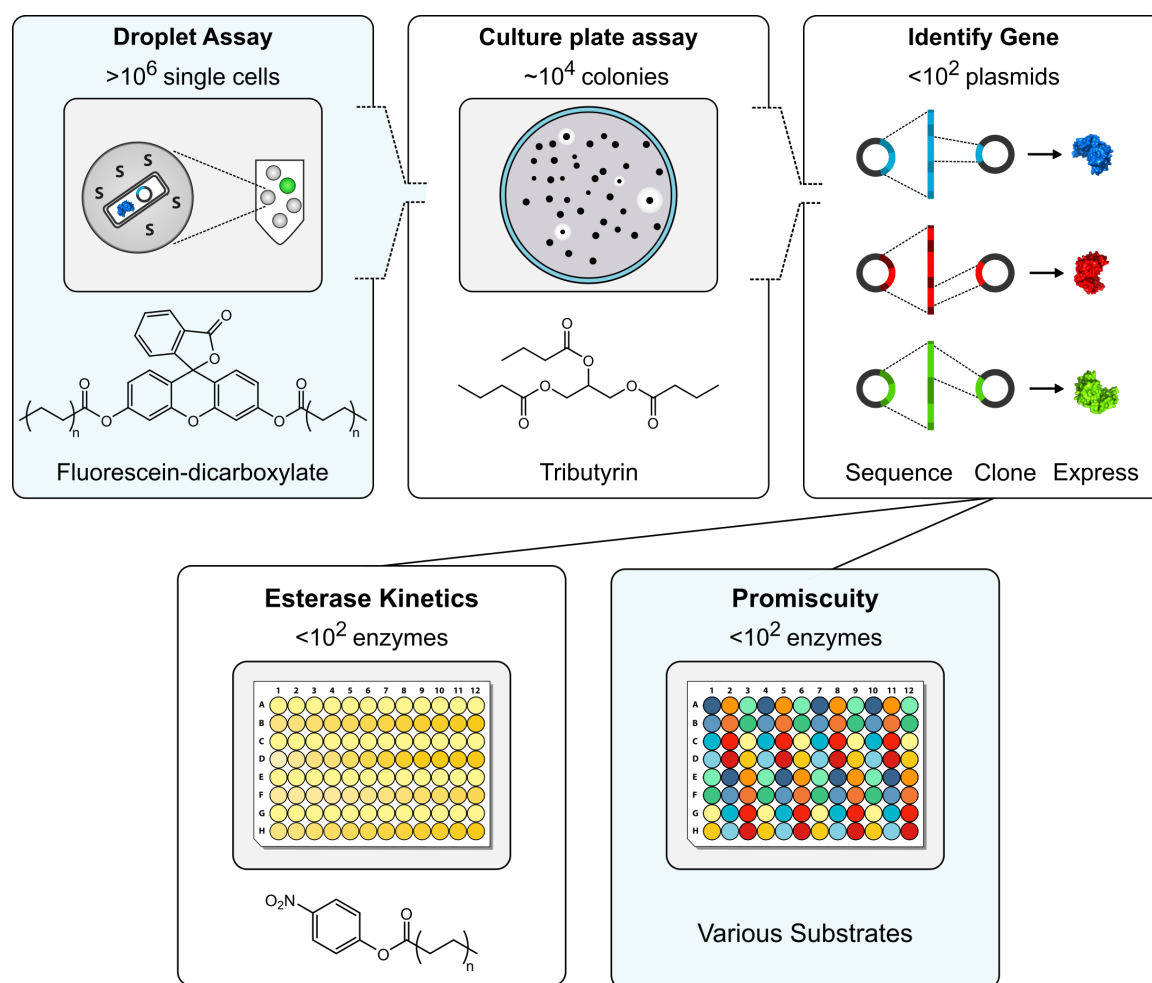 Droplet Assay
>10^6 single cells
S
S
S
S
S
S
O
O
O
O
O
O
O
n
n
Fluorescein-dicarboxylate
Culture plate assay
~10^4 colonies
O
O
O
O
O
O
Tributyrin
Identify Gene
<10^2 plasmids
Sequence Clone Express
Esterase Kinetics
<10^2 enzymes
1 2 3 4 5 6 7 8 9 10 11 12
A
B
C
D
E
F
G
H
O2N
O
O
n
Promiscuity
<10^2 enzymes
1 2 3 4 5 6 7 8 9 10 11 12
A
B
C
D
E
F
G
H
Various Substrates